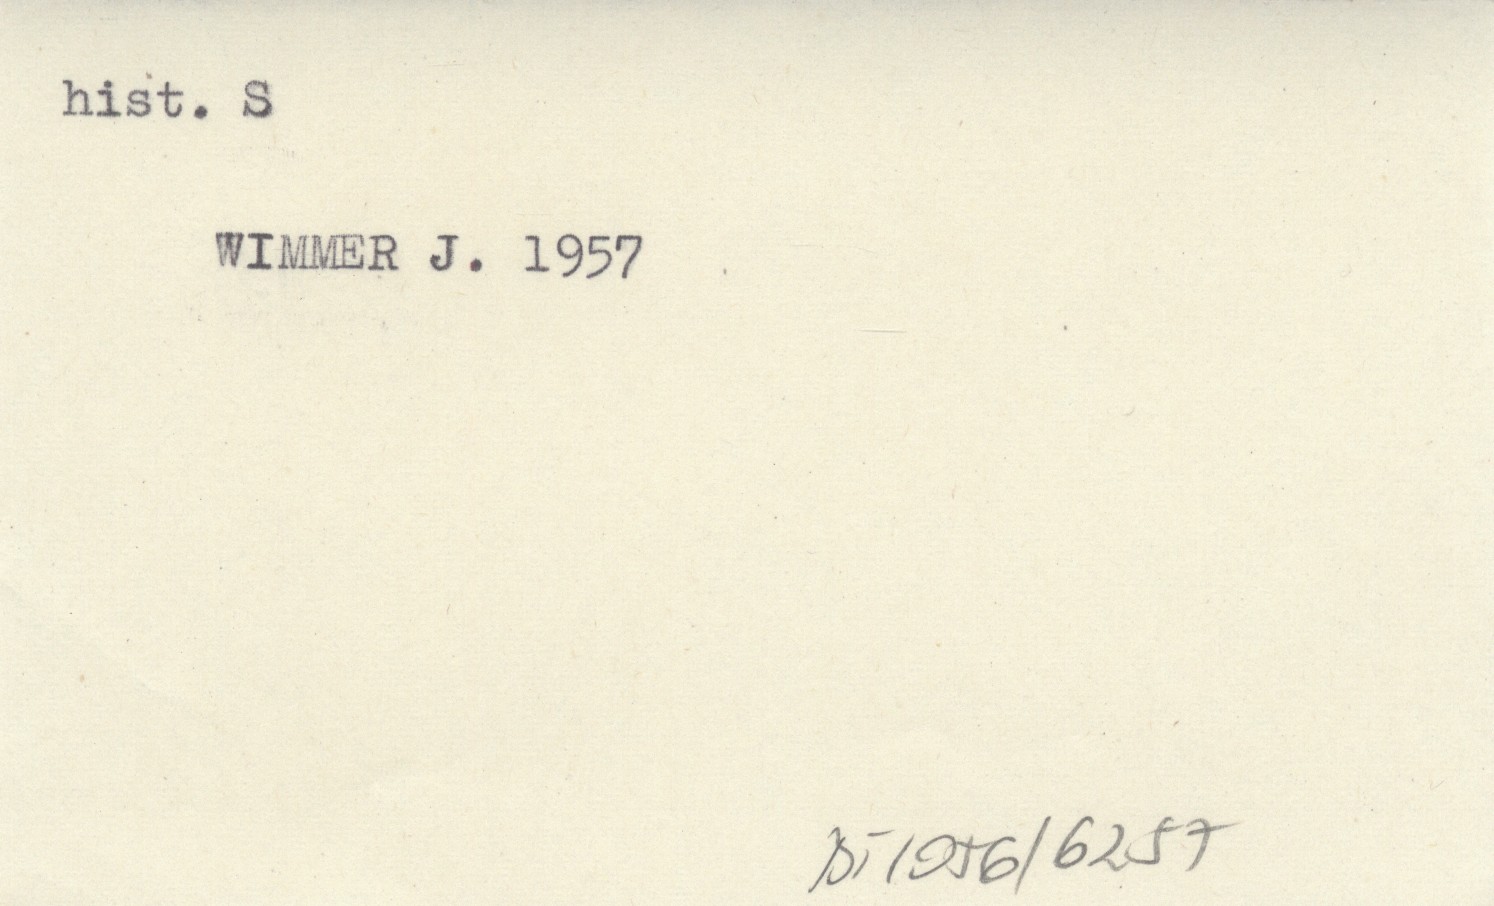 hist. S
WIMMER J. 1957
BI 1956/6257